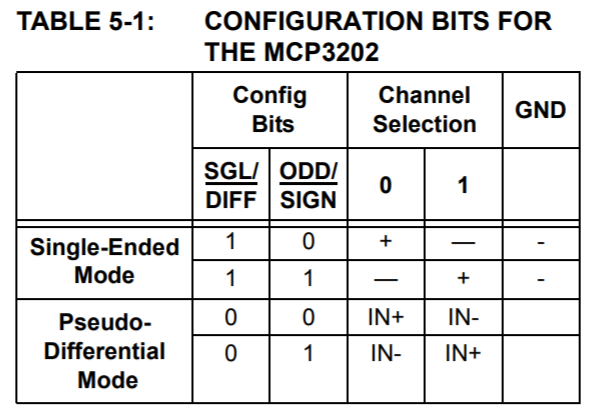 TABLE 5-1: CONFIGURATION BITS FOR
THE MCP3202
Config
Bits
Channel
Selection
GND
SGL/
DIFF
ODD/
SIGN
0
1
Single-Ended
Mode
1 0 + — -
1 1 — + -
Pseudo-
Differential
Mode
0 0 IN+ IN-
0 1 IN- IN+